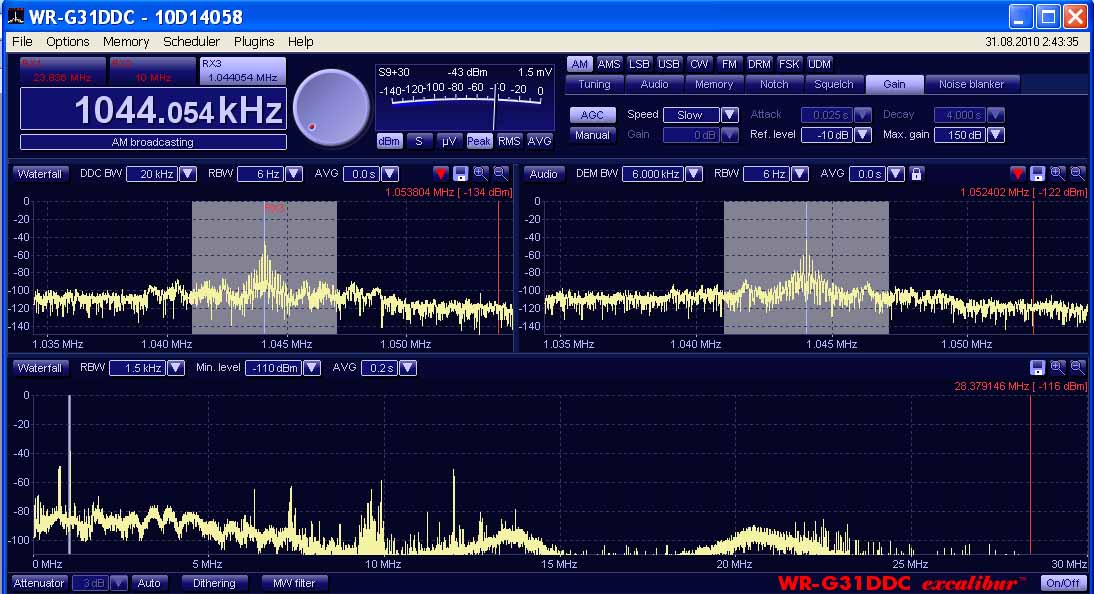 WR-G31DDC - 10D14058
File Options Memory Scheduler Plugins Help
31.08.2010 2:43:35
RX1 RX2 RX3
23.836 MHz 10 MHz 1.044054 MHz
1044.054 kHz
AM broadcasting
S9+30 -43 dBm 1.5 mV
-140 -120 -100 -80 -60 -40 -20 0
dBm S µV Peak RMS AVG
AM AMS LSB USB CW FM DRM FSK UDM
Tuning Audio Memory Notch Squelch Gain Noise blanker
AGC Speed Slow Attack 0.025 s Decay 4.000 s
Manual Gain 0 dB Ref. level -10 dB Max. gain 150 dB
Waterfall DDC BW 20 kHz RBW 6 Hz AVG 0.0 s
1.053804 MHz [ -134 dBm]
RX3
0
-20
-40
-60
-80
-100
-120
-140
1.035 MHz 1.040 MHz 1.045 MHz 1.050 MHz
Audio DEM BW 6.000 kHz RBW 6 Hz AVG 0.0 s
1.052402 MHz [ -122 dBm]
0
-20
-40
-60
-80
-100
-120
-140
1.035 MHz 1.040 MHz 1.045 MHz 1.050 MHz
Waterfall RBW 1.5 kHz Min. level -110 dBm AVG 0.2 s
28.379146 MHz [ -116 dBm]
0
-20
-40
-60
-80
-100
0 MHz 5 MHz 10 MHz 15 MHz 20 MHz 25 MHz 30 MHz
Attenuator 3 dB Auto Dithering MW filter
WR-G31DDC excalibur™
On/Off